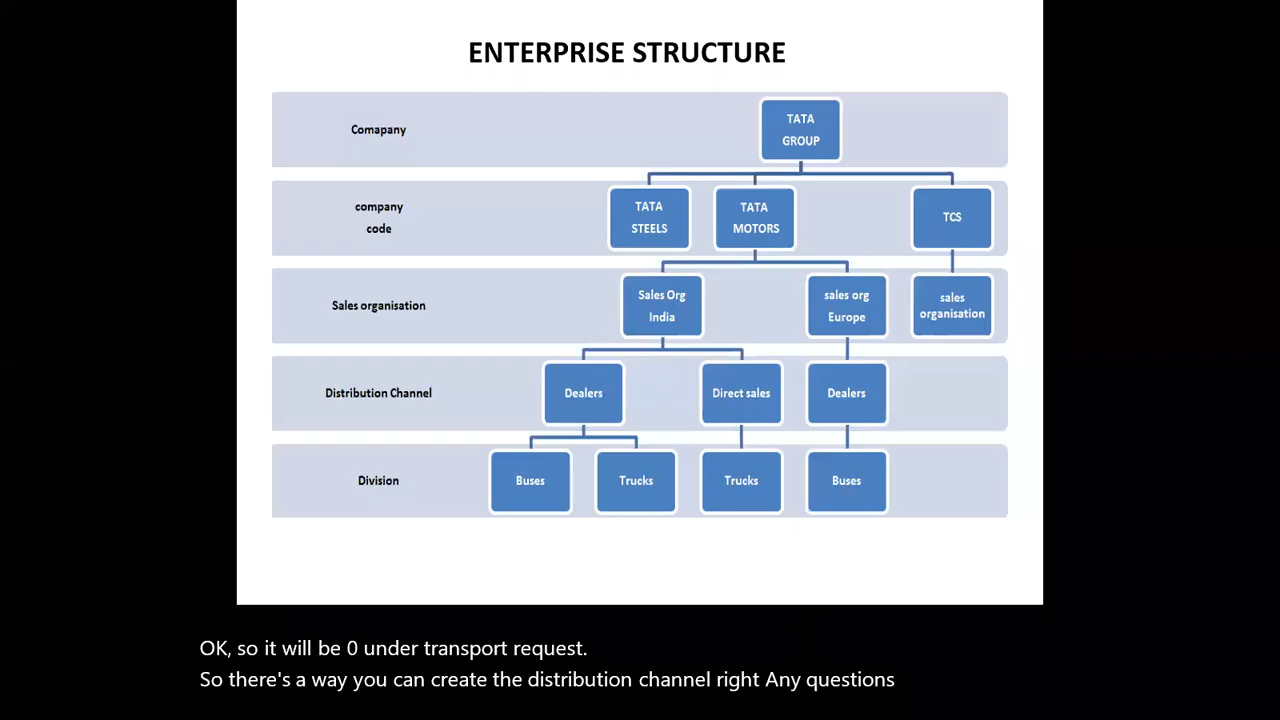 ENTERPRISE STRUCTURE
Comapany
TATA
GROUP
company
code
TATA
STEELS
TATA
MOTORS
TCS
Sales organisation
Sales Org
India
sales org
Europe
sales
organisation
Distribution Channel
Dealers
Direct sales
Dealers
Division
Buses
Trucks
Trucks
Buses
OK, so it will be 0 under transport request.
So there's a way you can create the distribution channel right Any questions